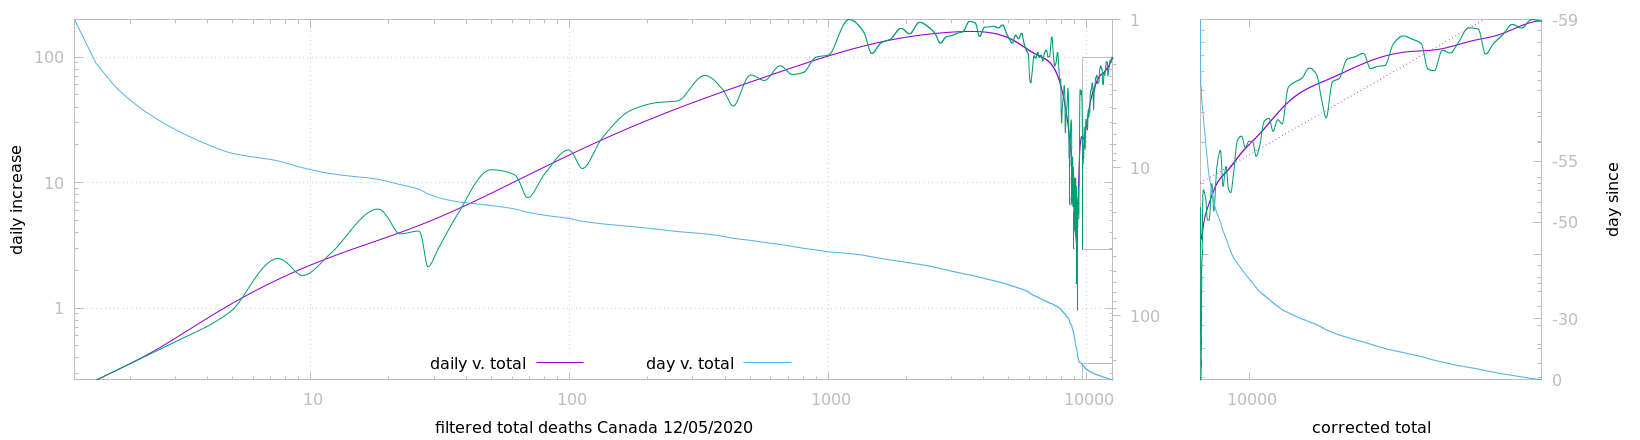 daily increase
100
10
1
daily v. total
day v. total
10
100
1000
10000
filtered total deaths Canada 12/05/2020
1
10
100
10000
corrected total
-59
-55
-50
-30
0
day since